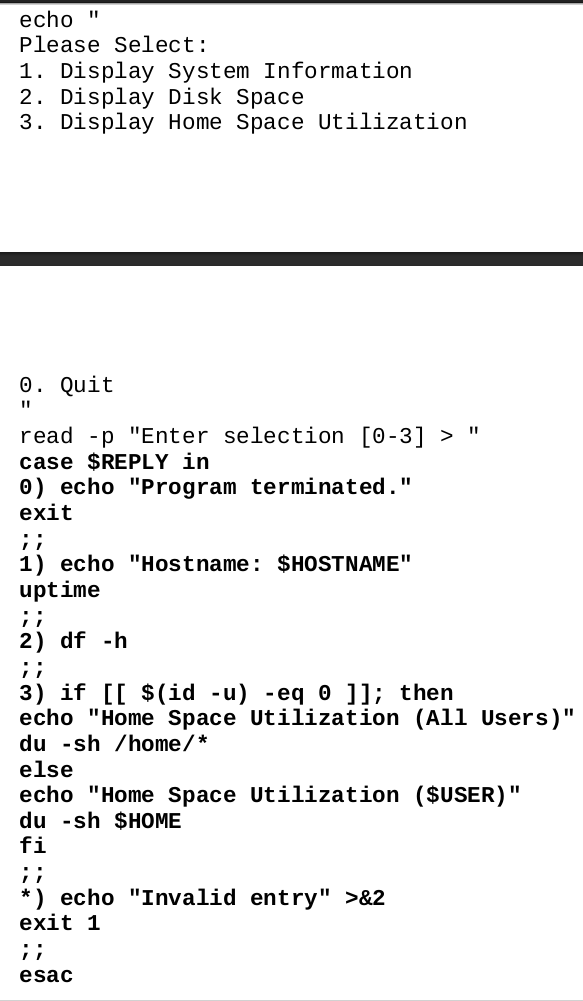 echo "
Please Select:
1. Display System Information
2. Display Disk Space
3. Display Home Space Utilization
0. Quit
"
read -p "Enter selection [0-3] > "
case $REPLY in
0) echo "Program terminated."
exit
;;
1) echo "Hostname: $HOSTNAME"
uptime
;;
2) df -h
;;
3) if [[ $(id -u) -eq 0 ]]; then
echo "Home Space Utilization (All Users)"
du -sh /home/*
else
echo "Home Space Utilization ($USER)"
du -sh $HOME
fi
;;
*) echo "Invalid entry" >&2
exit 1
;;
esac